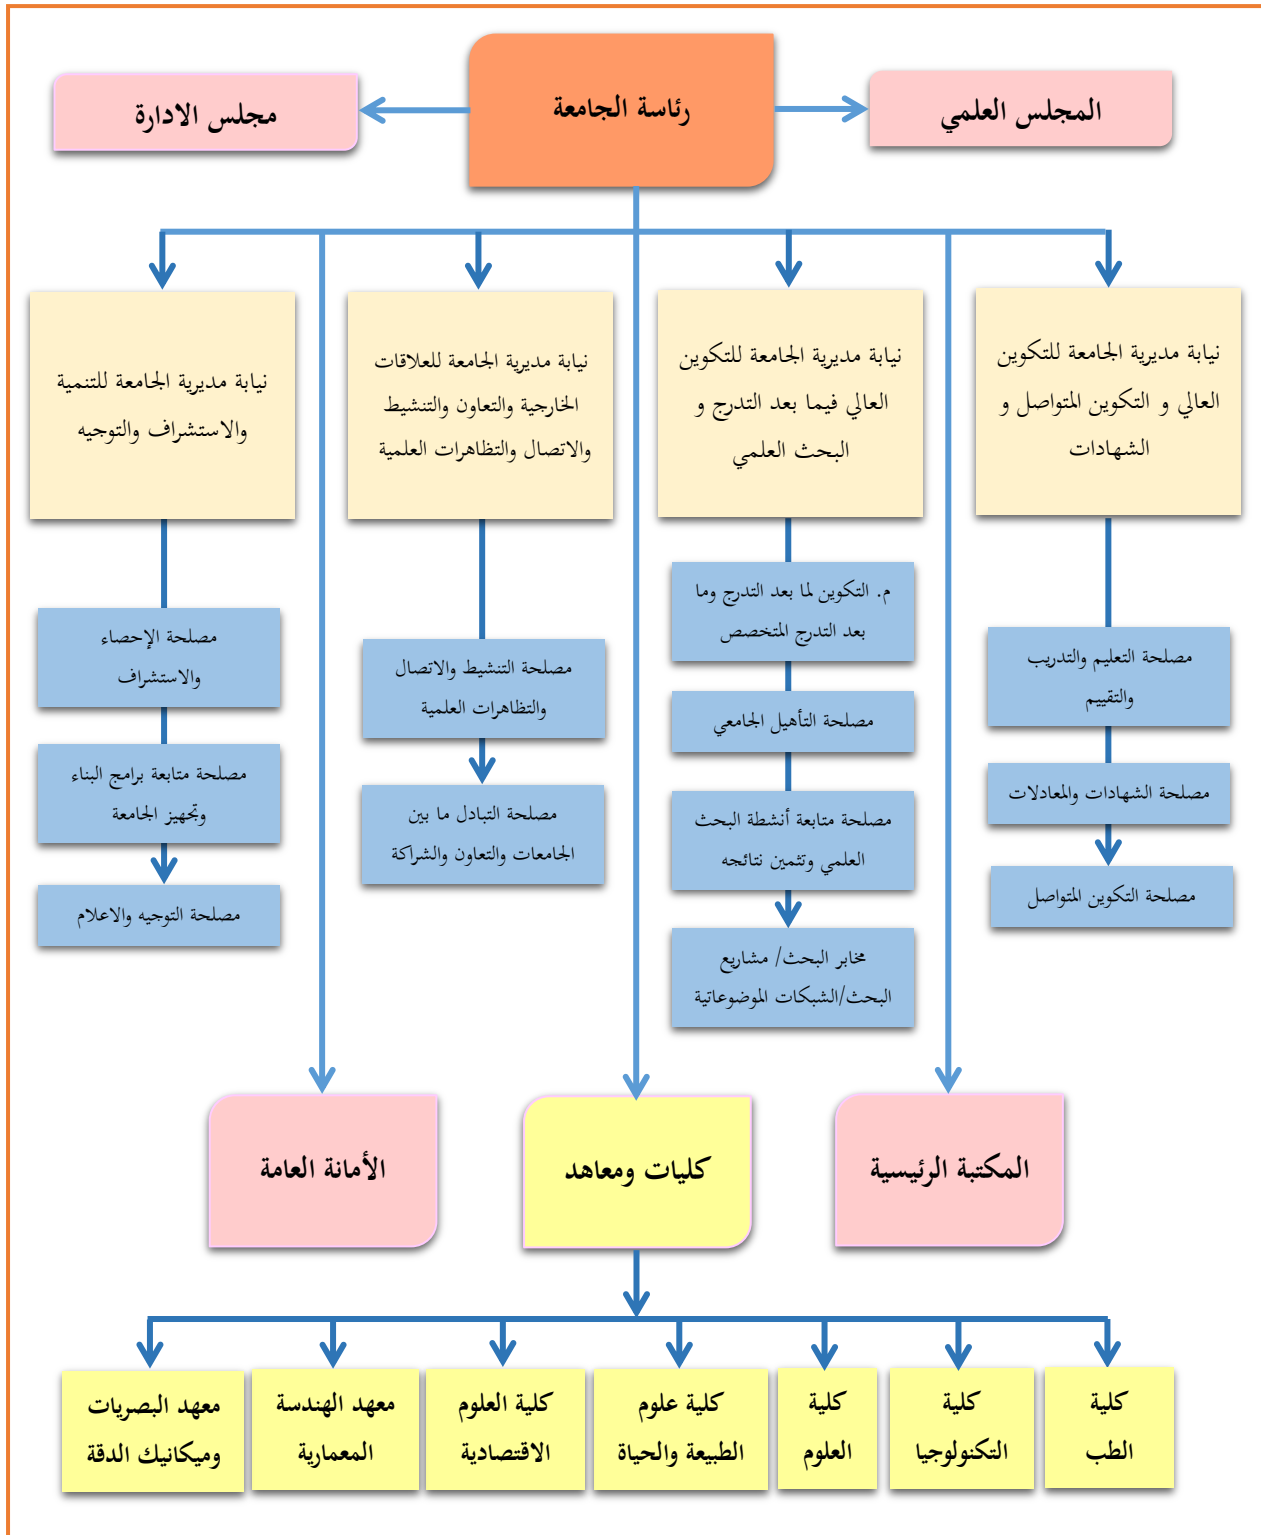 رئاسة الجامعة
المجلس العلمي
مجلس الادارة
نيابة مديرية الجامعة للتكوين
العالي و التكوين المتواصل و
الشهادات
نيابة مديرية الجامعة للتكوين
العالي فيما بعد التدرج و
البحث العلمي
نيابة مديرية الجامعة للعلاقات
الخارجية والتعاون والتنشيط
والاتصال والتظاهرات العلمية
نيابة مديرية الجامعة للتنمية
والاستشراف والتوجيه
مصلحة التعليم والتدريب
والتقييم
مصلحة الشهادات والمعادلات
مصلحة التكوين المتواصل
م. التكوين لما بعد التدرج وما
بعد التدرج المتخصص
مصلحة التأهيل الجامعي
مصلحة متابعة أنشطة البحث
العلمي وتثمين نتائجه
مخابر البحث/ مشاريع
البحث/الشبكات الموضوعاتية
مصلحة التنشيط والاتصال
والتظاهرات العلمية
مصلحة التبادل ما بين
الجامعات والتعاون والشراكة
مصلحة الإحصاء
والاستشراف
مصلحة متابعة برامج البناء
وتجهيز الجامعة
مصلحة التوجيه والاعلام
المكتبة الرئيسية
كليات ومعاهد
الأمانة العامة
كلية
الطب
كلية
التكنولوجيا
كلية
العلوم
كلية علوم
الطبيعة والحياة
كلية العلوم
الاقتصادية
معهد الهندسة
المعمارية
معهد البصريات
وميكانيك الدقة